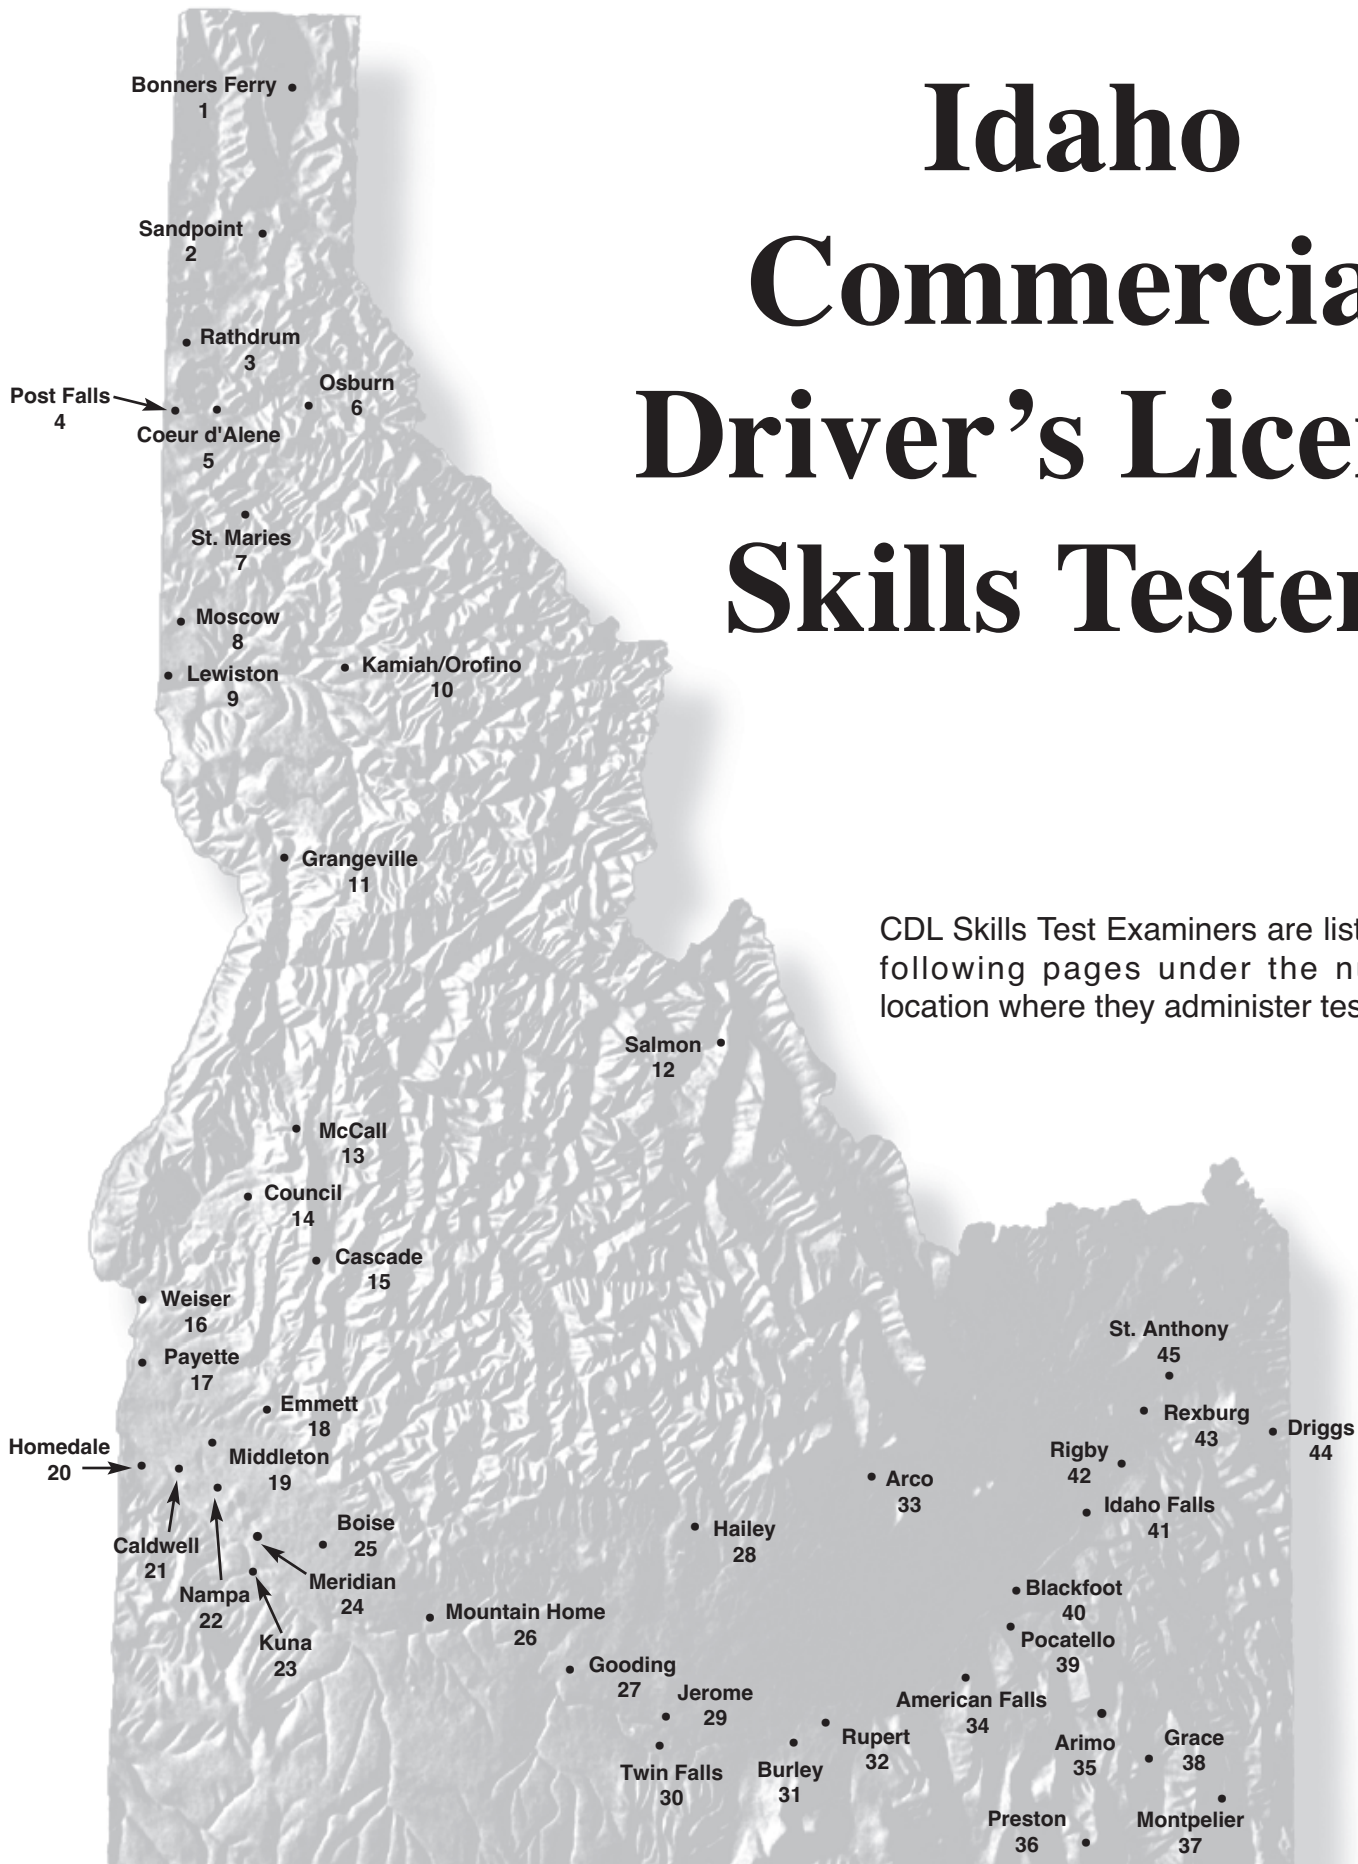 Idaho
Commercia
Driver’s Lice
Skills Tester
CDL Skills Test Examiners are list
following pages under the nu
location where they administer tes
Bonners Ferry
1
Sandpoint
2
Rathdrum
3
Post Falls
4
Coeur d'Alene
5
Osburn
6
St. Maries
7
Moscow
8
Lewiston
9
Kamiah/Orofino
10
Grangeville
11
Salmon
12
McCall
13
Council
14
Cascade
15
Weiser
16
Payette
17
Emmett
18
Middleton
19
Homedale
20
Caldwell
21
Nampa
22
Kuna
23
Meridian
24
Boise
25
Mountain Home
26
Gooding
27
Hailey
28
Jerome
29
Twin Falls
30
Burley
31
Rupert
32
Arco
33
American Falls
34
Arimo
35
Preston
36
Montpelier
37
Grace
38
Pocatello
39
Blackfoot
40
Idaho Falls
41
Rigby
42
Rexburg
43
Driggs
44
St. Anthony
45